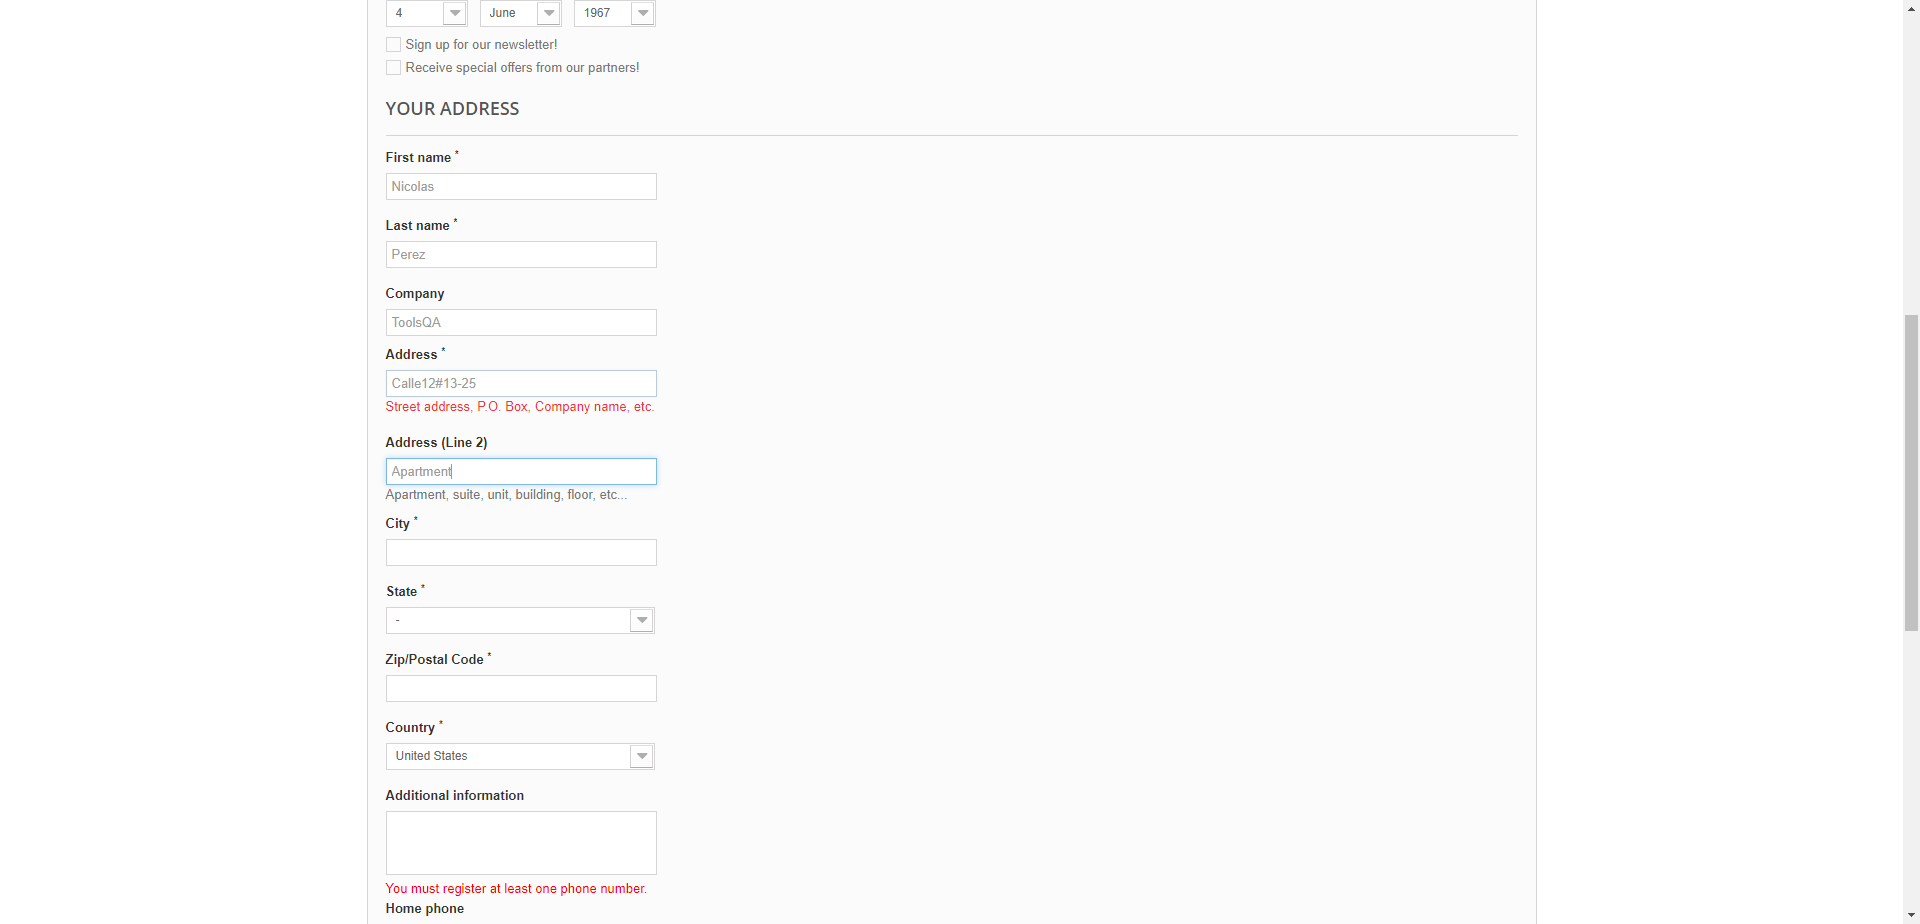 4 June 1967
Sign up for our newsletter!
Receive special offers from our partners!
YOUR ADDRESS
First name *
Nicolas
Last name *
Perez
Company
ToolsQA
Address *
Calle12#13-25
Street address, P.O. Box, Company name, etc.
Address (Line 2)
Apartment
Apartment, suite, unit, building, floor, etc...
City *
State *
-
Zip/Postal Code *
Country *
United States
Additional information
You must register at least one phone number.
Home phone